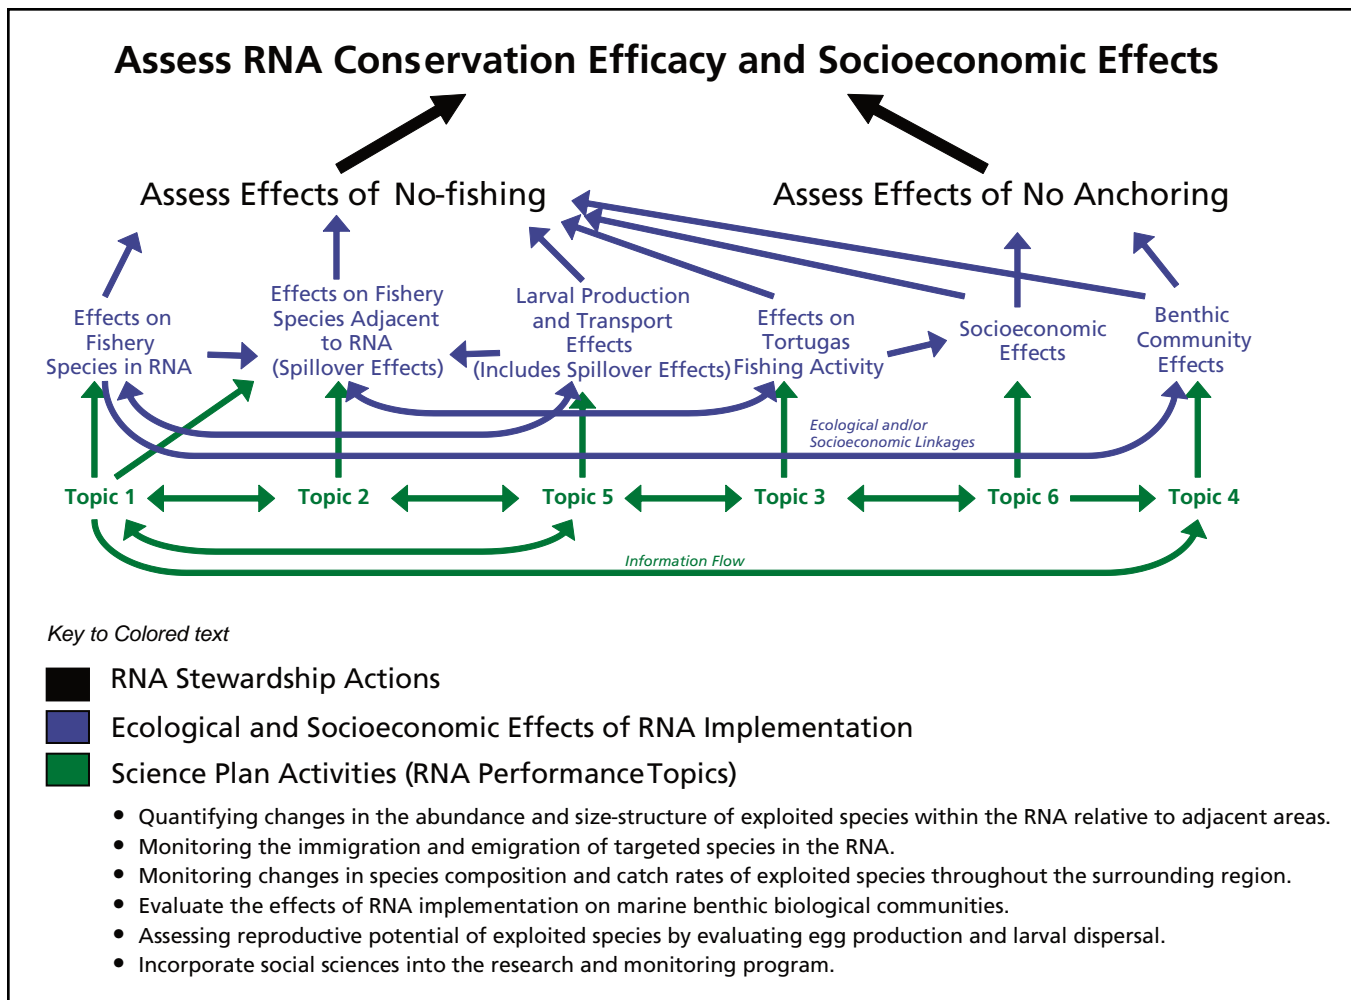 Assess RNA Conservation Efficacy and Socioeconomic Effects
Assess Effects of No-fishing
Assess Effects of No Anchoring
Effects on
Fishery
Species in RNA
Effects on Fishery
Species Adjacent
to RNA
(Spillover Effects)
Larval Production
and Transport
Effects
(Includes Spillover Effects)
Effects on
Tortugas
Fishing Activity
Socioeconomic
Effects
Benthic
Community
Effects
Ecological and/or
Socioeconomic Linkages
Topic 1
Topic 2
Topic 5
Topic 3
Topic 6
Topic 4
Information Flow
Key to Colored text
RNA Stewardship Actions
Ecological and Socioeconomic Effects of RNA Implementation
Science Plan Activities (RNA Performance Topics)
• Quantifying changes in the abundance and size-structure of exploited species within the RNA relative to adjacent areas.
• Monitoring the immigration and emigration of targeted species in the RNA.
• Monitoring changes in species composition and catch rates of exploited species throughout the surrounding region.
• Evaluate the effects of RNA implementation on marine benthic biological communities.
• Assessing reproductive potential of exploited species by evaluating egg production and larval dispersal.
• Incorporate social sciences into the research and monitoring program.